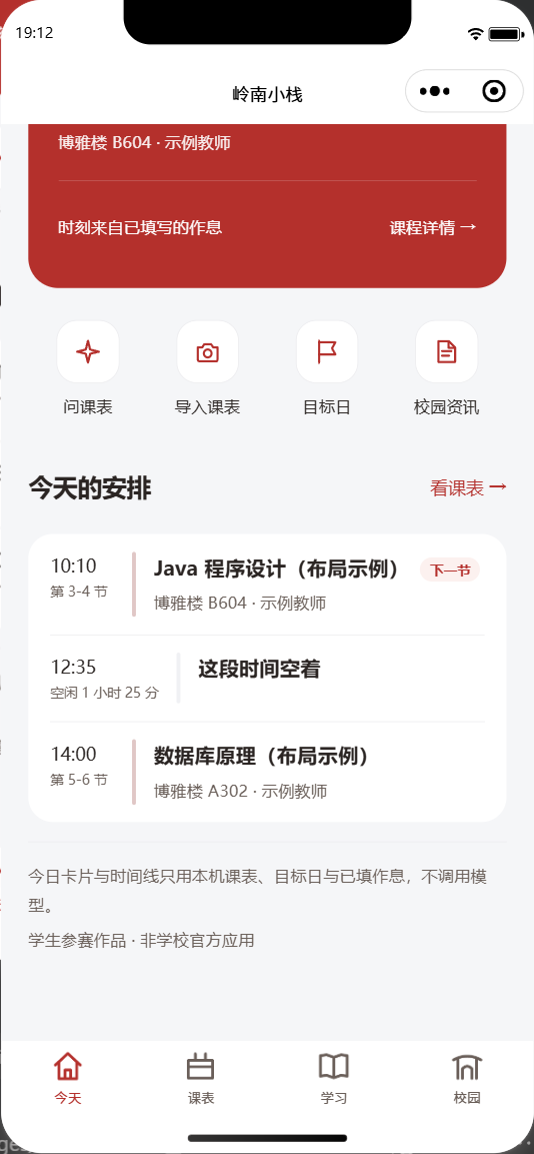 19:12
岭南小栈
博雅楼 B604 · 示例教师
时刻来自已填写的作息
课程详情 →
问课表
导入课表
目标日
校园资讯
今天的安排
看课表 →
10:10
第 3-4 节
Java 程序设计（布局示例）
下一节
博雅楼 B604 · 示例教师
12:35
空闲 1 小时 25 分
这段时间空着
14:00
第 5-6 节
数据库原理（布局示例）
博雅楼 A302 · 示例教师
今日卡片与时间线只用本机课表、目标日与已填作息，不调用模
型。
学生参赛作品 · 非学校官方应用
今天
课表
学习
校园